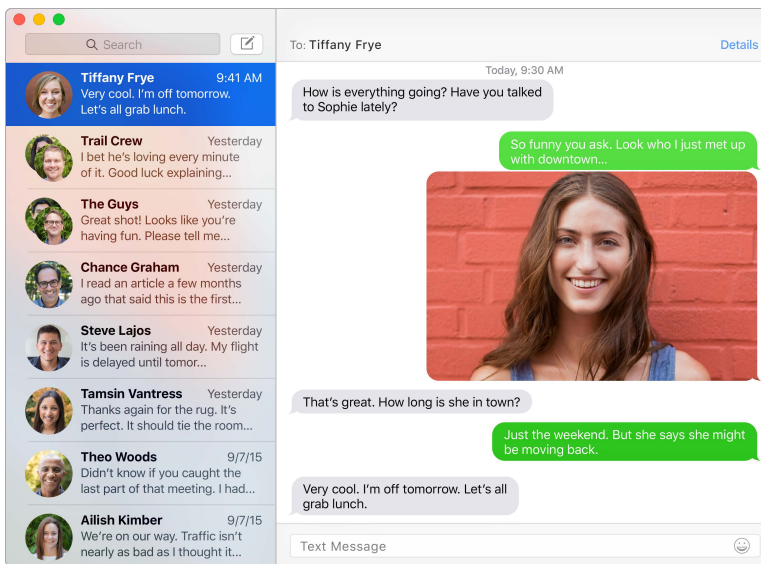 Search
Tiffany Frye 9:41 AM
Very cool. I'm off tomorrow.
Let's all grab lunch.
Trail Crew Yesterday
I bet he's loving every minute
of it. Good luck explaining...
The Guys Yesterday
Great shot! Looks like you're
having fun. Please tell me...
Chance Graham Yesterday
I read an article a few months
ago that said this is the first...
Steve Lajos Yesterday
It's been raining all day. My flight
is delayed until tomor...
Tamsin Vantress Yesterday
Thanks again for the rug. It's
perfect. It should tie the room...
Theo Woods 9/7/15
Didn't know if you caught the
last part of that meeting. I had...
Ailish Kimber 9/7/15
We're on our way. Traffic isn't
nearly as bad as I thought it...
To: Tiffany Frye Details
Today, 9:30 AM
How is everything going? Have you talked
to Sophie lately?
So funny you ask. Look who I just met up
with downtown...
That's great. How long is she in town?
Just the weekend. But she says she might
be moving back.
Very cool. I'm off tomorrow. Let's all
grab lunch.
Text Message